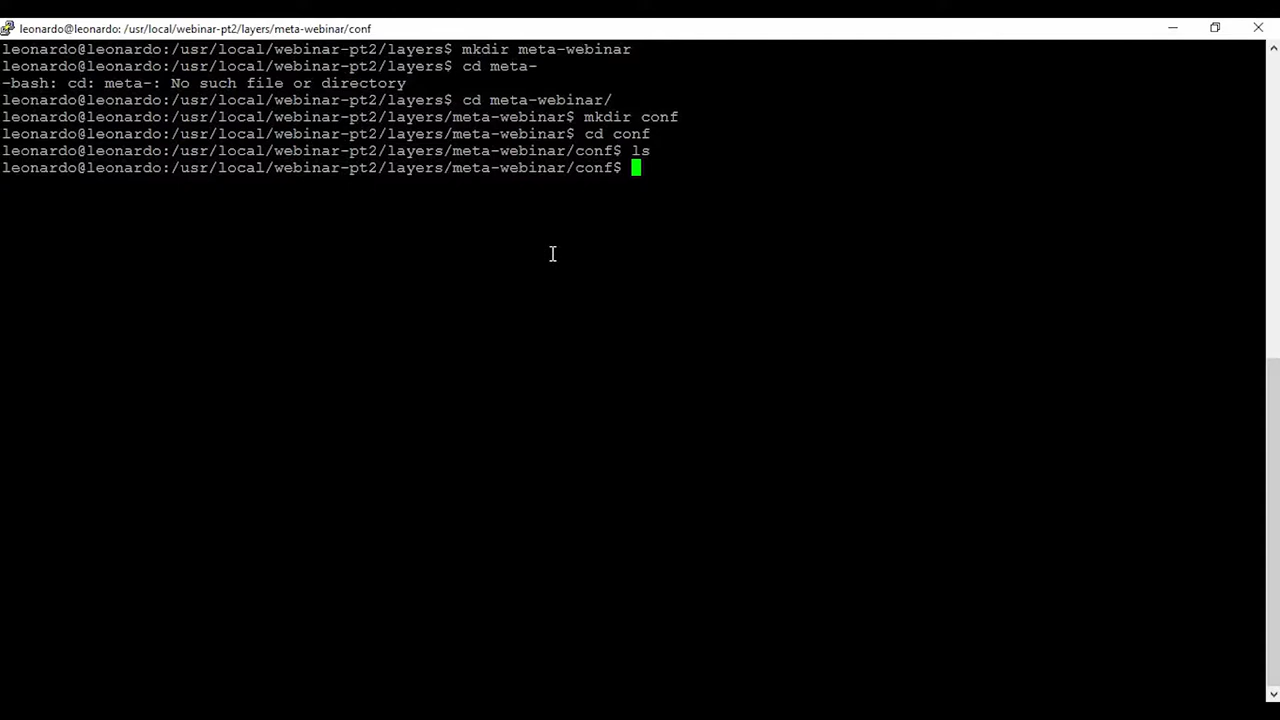 leonardo@leonardo: /usr/local/webinar-pt2/layers/meta-webinar/conf
leonardo@leonardo:/usr/local/webinar-pt2/layers$ mkdir meta-webinar
leonardo@leonardo:/usr/local/webinar-pt2/layers$ cd meta-
-bash: cd: meta-: No such file or directory
leonardo@leonardo:/usr/local/webinar-pt2/layers$ cd meta-webinar/
leonardo@leonardo:/usr/local/webinar-pt2/layers/meta-webinar$ mkdir conf
leonardo@leonardo:/usr/local/webinar-pt2/layers/meta-webinar$ cd conf
leonardo@leonardo:/usr/local/webinar-pt2/layers/meta-webinar/conf$ ls
leonardo@leonardo:/usr/local/webinar-pt2/layers/meta-webinar/conf$